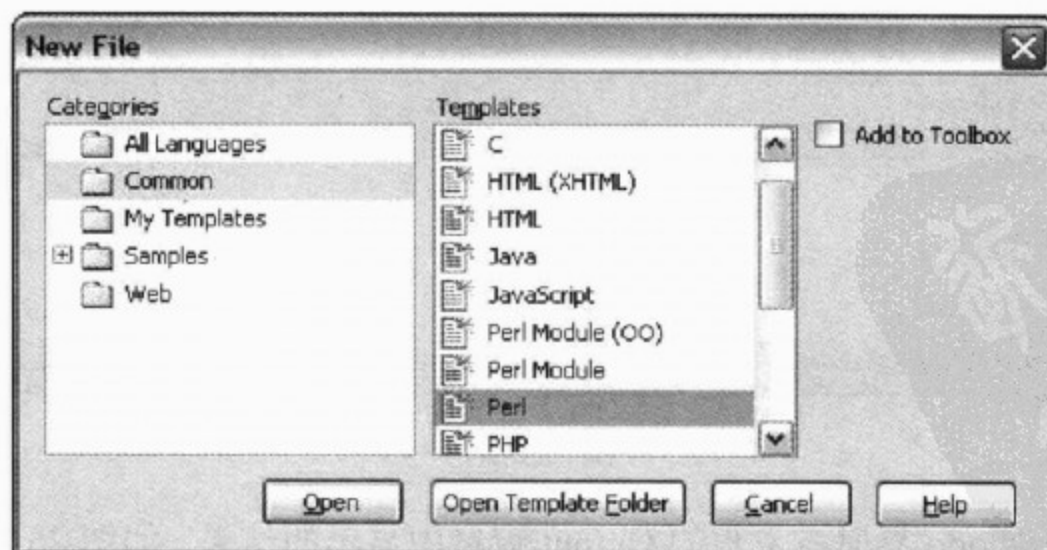 New File
Categories
All Languages
Common
My Templates
Samples
Web
Templates
C
HTML (XHTML)
HTML
Java
JavaScript
Perl Module (OO)
Perl Module
Perl
PHP
Add to Toolbox
Open
Open Template Folder
Cancel
Help